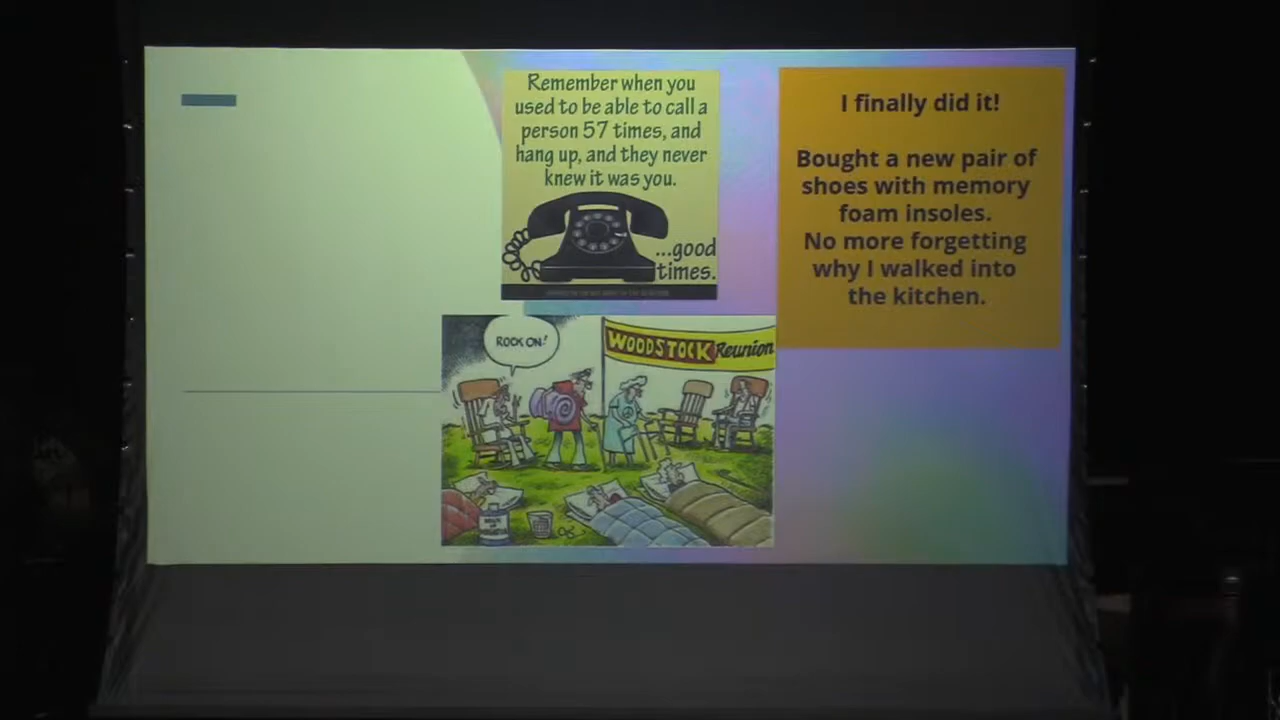 Remember when you
used to be able to call a
person 57 times, and
hang up, and they never
knew it was you.
...good
times.
I finally did it!
Bought a new pair of
shoes with memory
foam insoles.
No more forgetting
why I walked into
the kitchen.
ROCK ON!
WOODSTOCK Reunion